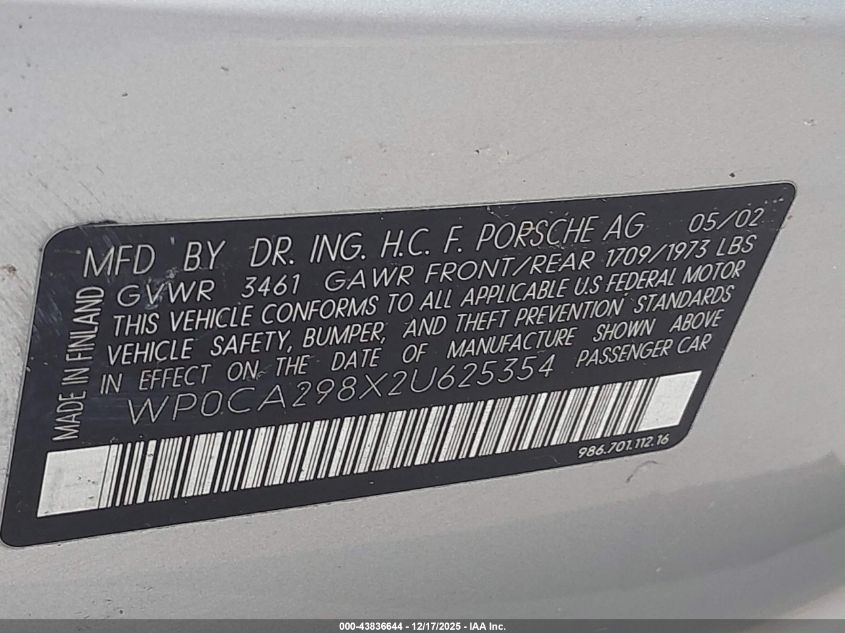 MFD BY DR. ING. H.C. F. PORSCHE AG 05/02
GVWR 3461 GAWR FRONT/REAR 1709/1973 LBS
THIS VEHICLE CONFORMS TO ALL APPLICABLE U.S FEDERAL MOTOR
VEHICLE SAFETY, BUMPER, AND THEFT PREVENTION STANDARDS
IN EFFECT ON THE DATE OF MANUFACTURE SHOWN ABOVE
WP0CA298X2U625354 PASSENGER CAR
MADE IN FINLAND
986.701.112.16
000-43836644 - 12/17/2025 - IAA Inc.